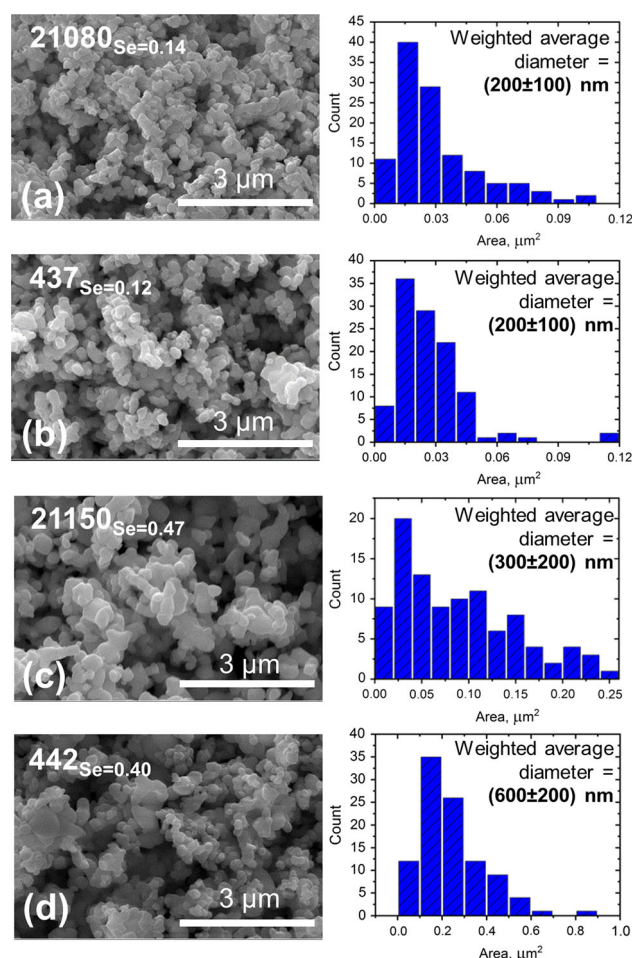 21080Se=0.14
3 µm
(a)
45
40
35
30
25
20
15
10
5
0
Count
Weighted average
diameter =
(200±100) nm
0.00 0.03 0.06 0.09 0.12
Area, µm²
437Se=0.12
3 µm
(b)
40
35
30
25
20
15
10
5
0
Count
Weighted average
diameter =
(200±100) nm
0.00 0.03 0.06 0.09 0.12
Area, µm²
21150Se=0.47
3 µm
(c)
20
15
10
5
0
Count
Weighted average
diameter =
(300±200) nm
0.00 0.05 0.10 0.15 0.20 0.25
Area, µm²
442Se=0.40
3 µm
(d)
40
35
30
25
20
15
10
5
0
Count
Weighted average
diameter =
(600±200) nm
0.0 0.2 0.4 0.6 0.8 1.0
Area, µm²